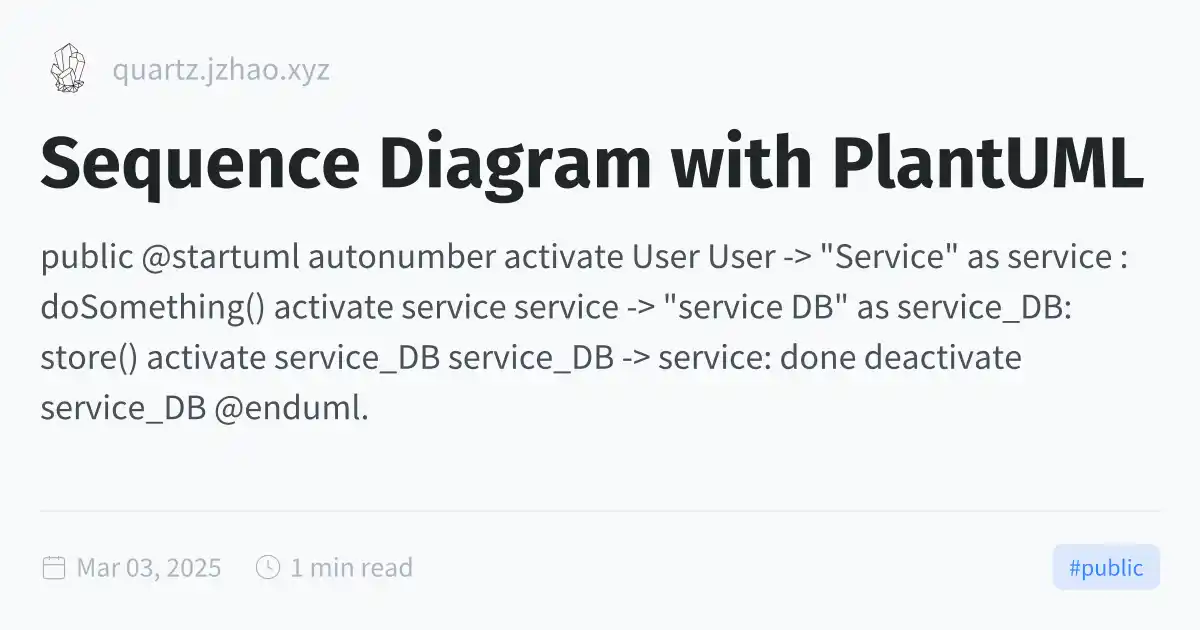 quartz.jzhao.xyz
Sequence Diagram with PlantUML
public @startuml autonumber activate User User -> "Service" as service :
doSomething() activate service service -> "service DB" as service_DB:
store() activate service_DB service_DB -> service: done deactivate
service_DB @enduml.
Mar 03, 2025 1 min read #public